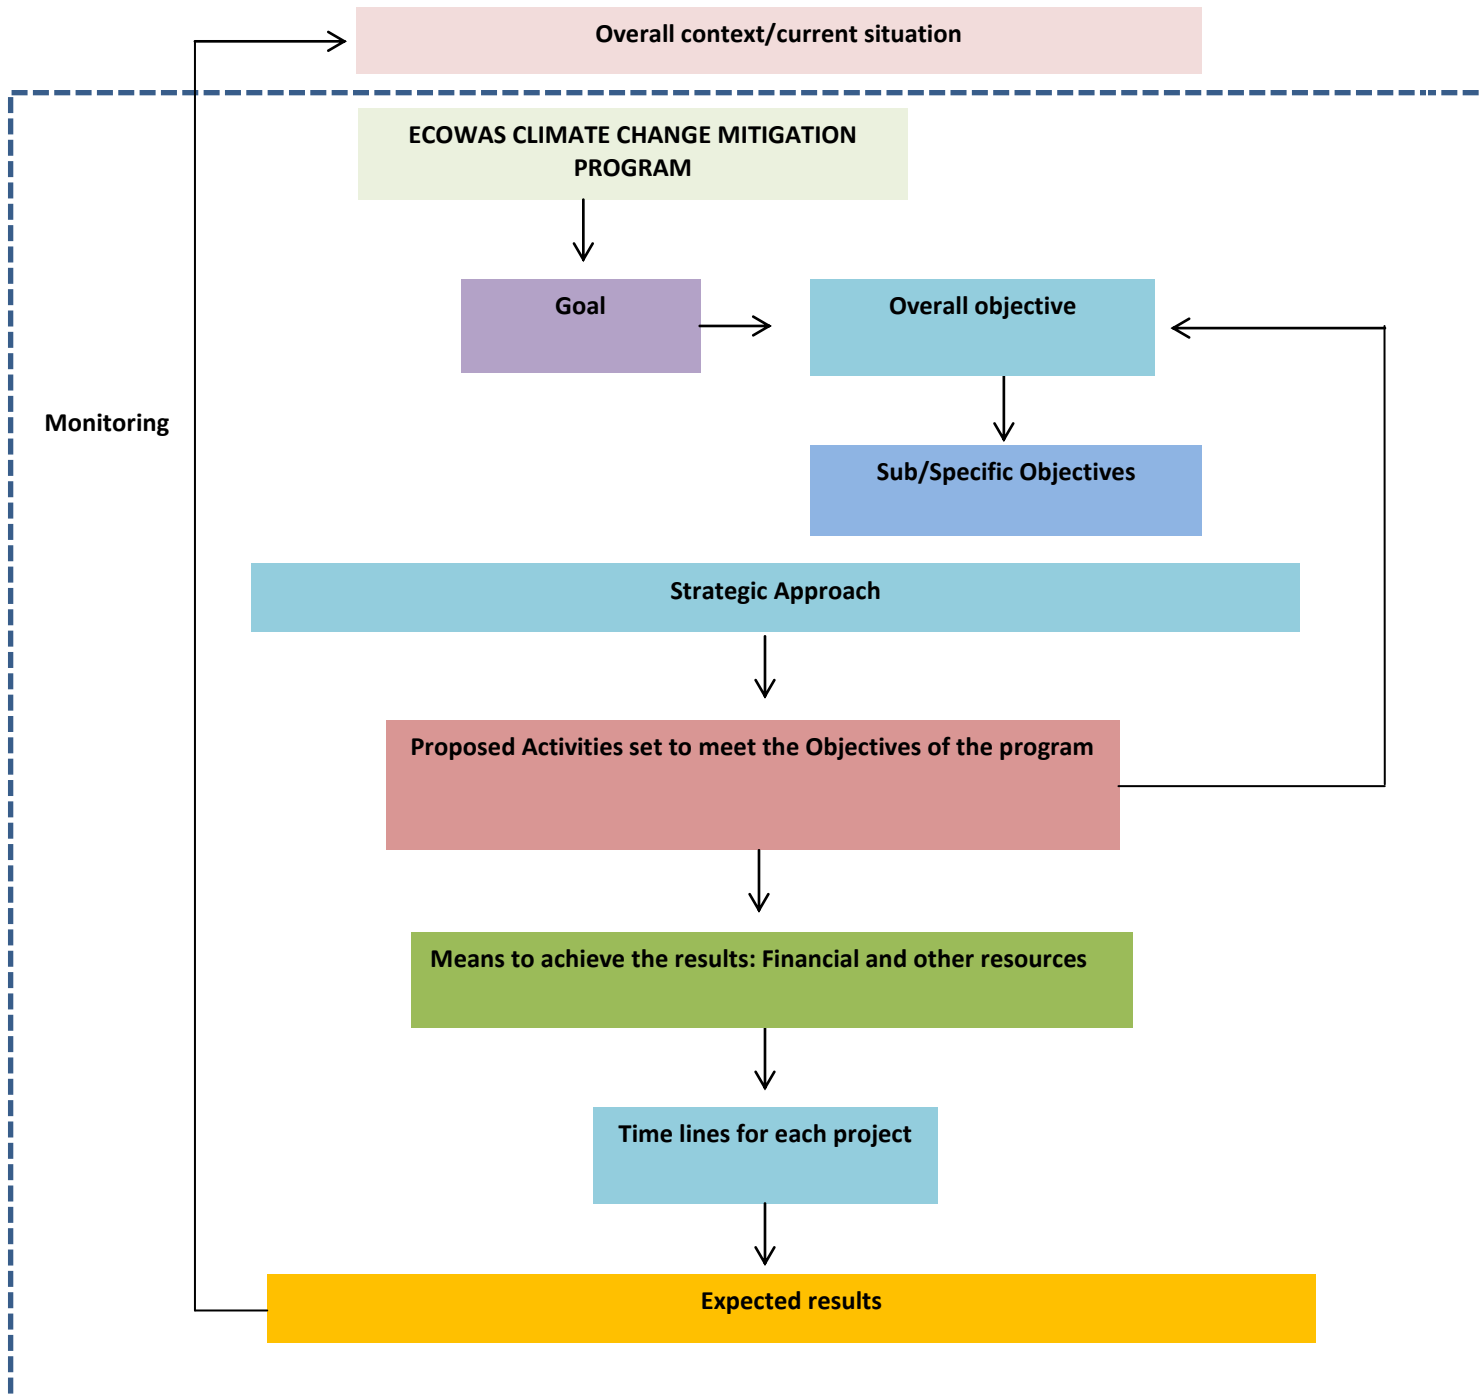 Overall context/current situation
ECOWAS CLIMATE CHANGE MITIGATION
PROGRAM
Goal
Overall objective
Monitoring
Sub/Specific Objectives
Strategic Approach
Proposed Activities set to meet the Objectives of the program
Means to achieve the results: Financial and other resources
Time lines for each project
Expected results